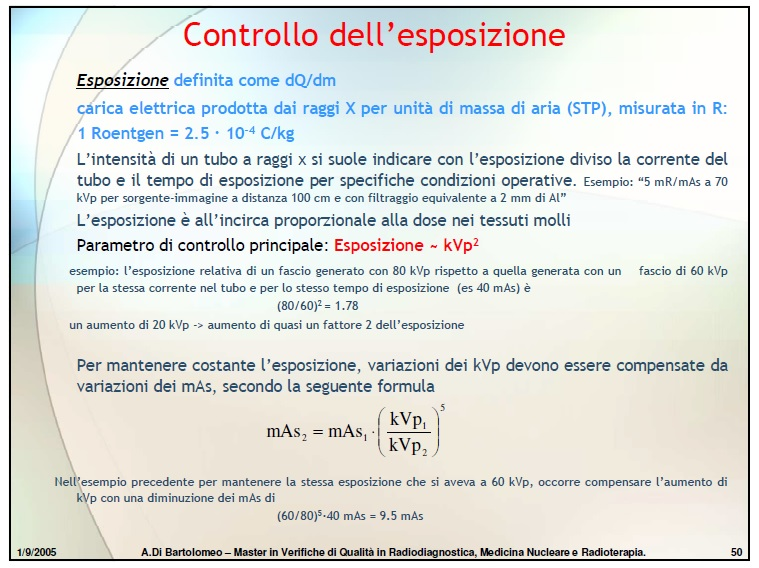 Controllo dell’esposizione
Esposizione definita come dQ/dm
carica elettrica prodotta dai raggi X per unità di massa di aria (STP), misurata in R:
1 Roentgen = 2.5 · 10⁻⁴ C/kg
L’intensità di un tubo a raggi x si suole indicare con l’esposizione diviso la corrente del
tubo e il tempo di esposizione per specifiche condizioni operative. Esempio: “5 mR/mAs a 70
kVp per sorgente-immagine a distanza 100 cm e con filtraggio equivalente a 2 mm di Al”
L’esposizione è all’incirca proporzionale alla dose nei tessuti molli
Parametro di controllo principale: Esposizione ~ kVp²
esempio: l’esposizione relativa di un fascio generato con 80 kVp rispetto a quella generata con un fascio di 60 kVp
per la stessa corrente nel tubo e per lo stesso tempo di esposizione (es 40 mAs) è
(80/60)² = 1.78
un aumento di 20 kVp -> aumento di quasi un fattore 2 dell’esposizione
Per mantenere costante l’esposizione, variazioni dei kVp devono essere compensate da
variazioni dei mAs, secondo la seguente formula
mAs₂ = mAs₁ · (kVp₁ / kVp₂)⁵
Nell’esempio precedente per mantenere la stessa esposizione che si aveva a 60 kVp, occorre compensare l’aumento di
kVp con una diminuzione dei mAs di
(60/80)⁵·40 mAs = 9.5 mAs
1/9/2005 A.Di Bartolomeo – Master in Verifiche di Qualità in Radiodiagnostica, Medicina Nucleare e Radioterapia. 50